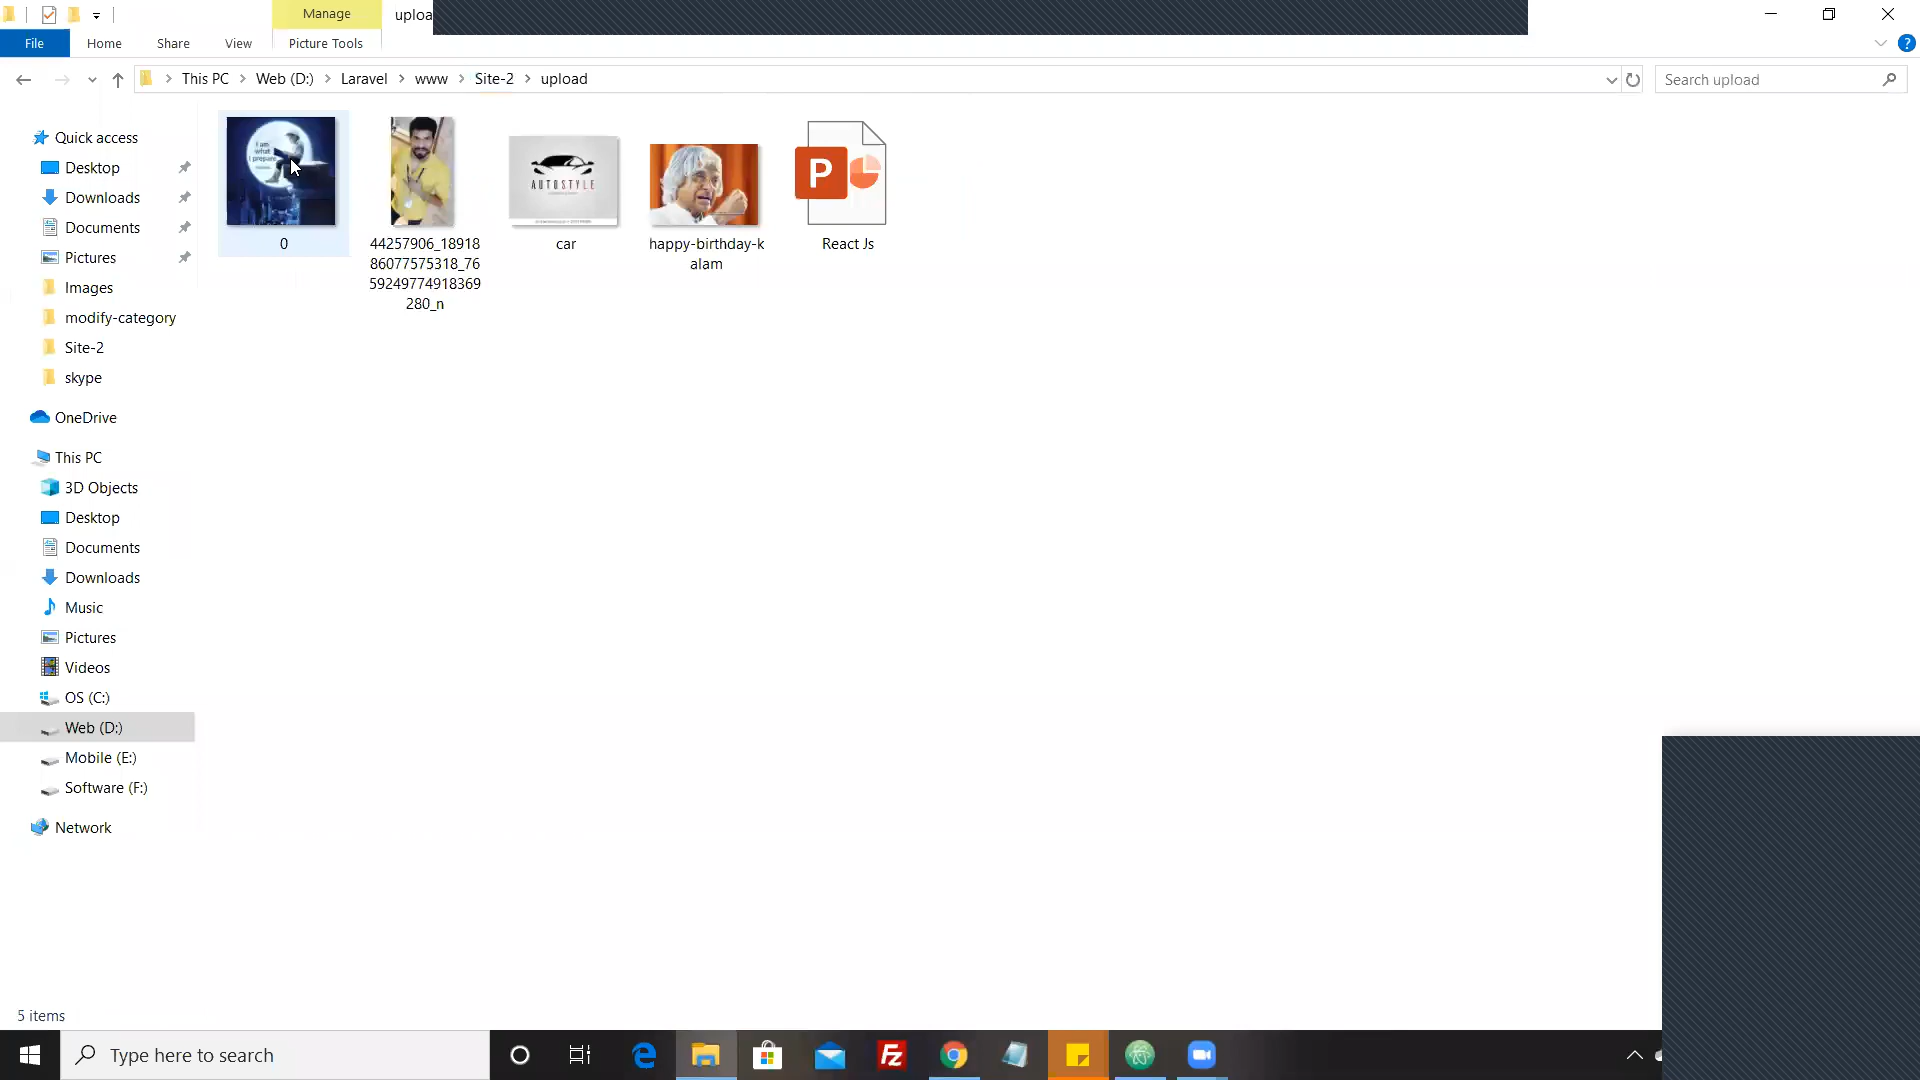 Manage
uploa
File
Home
Share
View
Picture Tools
This PC
Web (D:)
Laravel
www
Site-2
upload
Search upload
Quick access
Desktop
Downloads
Documents
Pictures
Images
modify-category
Site-2
skype
OneDrive
This PC
3D Objects
Desktop
Documents
Downloads
Music
Pictures
Videos
OS (C:)
Web (D:)
Mobile (E:)
Software (F:)
Network
I am
what
I prepare
0
44257906_18918
86077575318_76
59249774918369
280_n
AUTOSTYLE
car
happy-birthday-k
alam
P
React Js
5 items
Type here to search